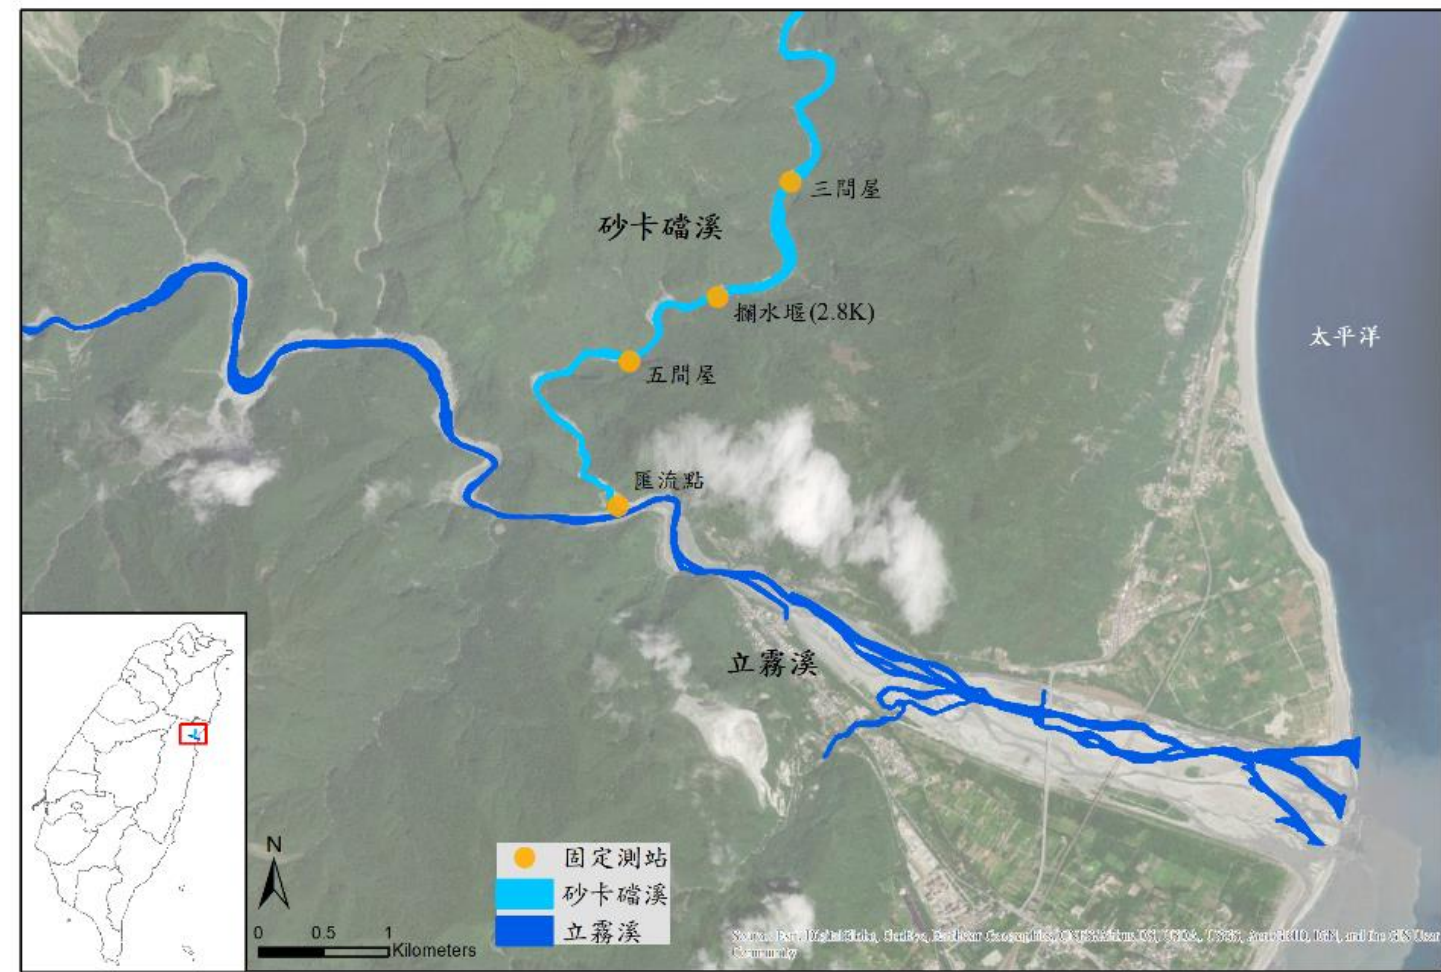 三間屋
砂卡礑溪
攔水堰(2.8K)
太平洋
五間屋
匯流點
立霧溪
N
固定測站
砂卡礑溪
立霧溪
0 0.5 1
Kilometers
Community